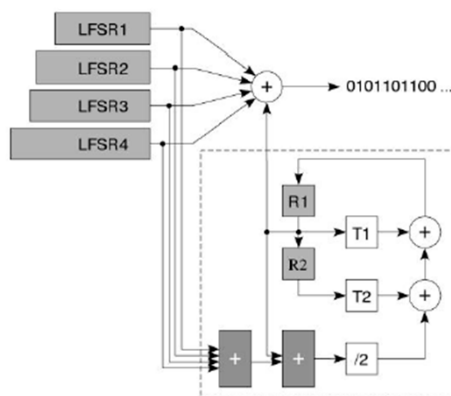 LFSR1
LFSR2
LFSR3
LFSR4
+
0101101100 ...
R1
T1
+
R2
T2
+
+
+
/2